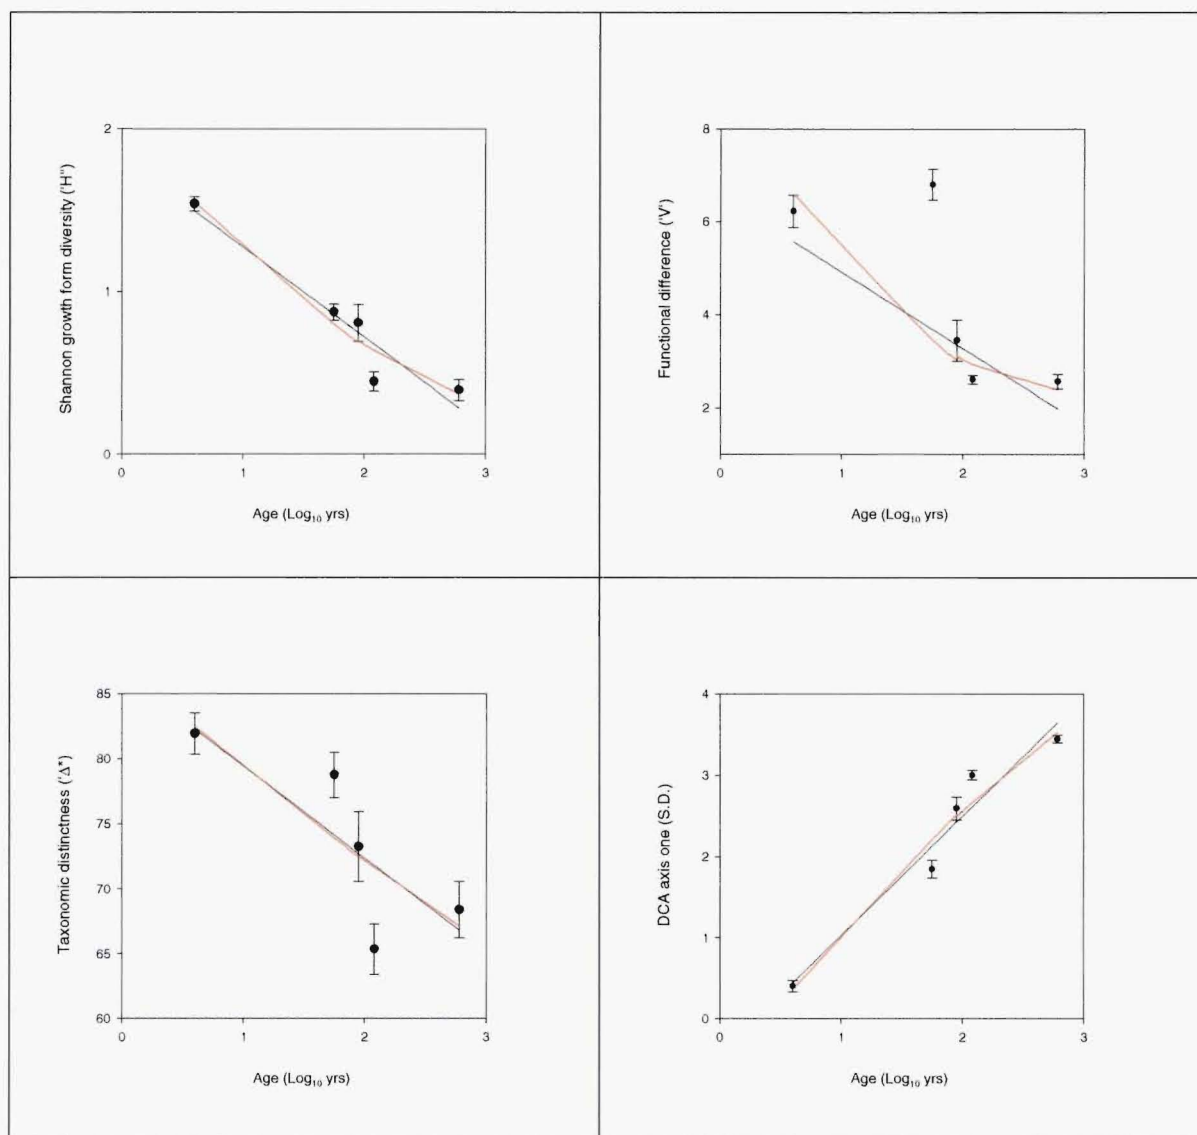 Shannon growth form diversity ('H'')
2
1
0
0 1 2 3
Age (Log₁₀ yrs)
Functional difference ('V')
8
6
4
2
0 1 2 3
Age (Log₁₀ yrs)
Taxonomic distinctness ('Δ*)
85
80
75
70
65
60
0 1 2 3
Age (Log₁₀ yrs)
DCA axis one (S.D.)
4
3
2
1
0
0 1 2 3
Age (Log₁₀ yrs)